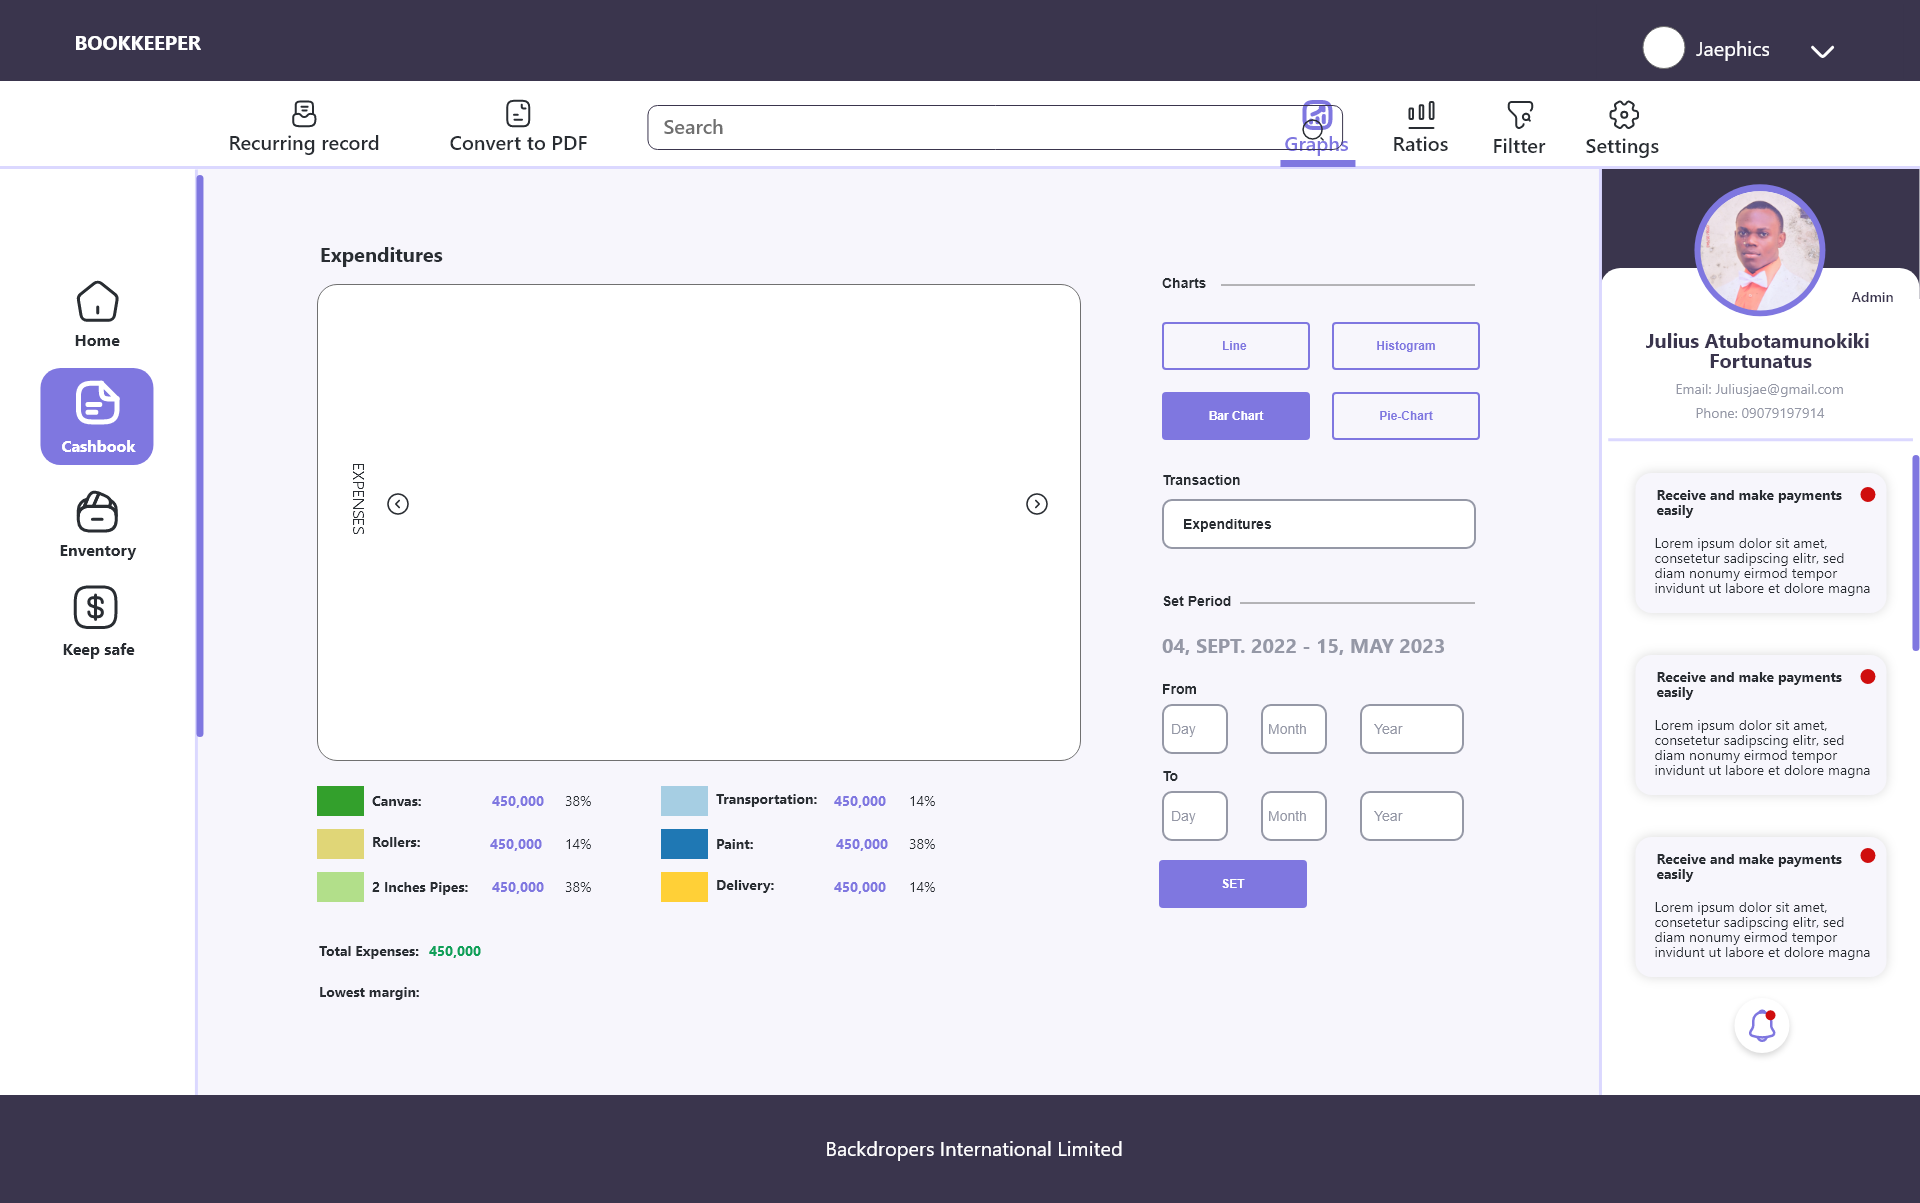 BOOKKEEPER
Jaephics
Recurring record
Convert to PDF
Search
Graphs
Ratios
Filtter
Settings
Home
Cashbook
Enventory
Keep safe
Expenditures
EXPENSES
Canvas: 450,000 38%
Rollers: 450,000 14%
2 Inches Pipes: 450,000 38%
Transportation: 450,000 14%
Paint: 450,000 38%
Delivery: 450,000 14%
Total Expenses: 450,000
Lowest margin:
Charts
Line
Histogram
Bar Chart
Pie-Chart
Transaction
Expenditures
Set Period
04, SEPT. 2022 - 15, MAY 2023
From
Day
Month
Year
To
Day
Month
Year
SET
Admin
Julius Atubotamunokiki
Fortunatus
Email: Juliusjae@gmail.com
Phone: 09079197914
Receive and make payments
easily
Lorem ipsum dolor sit amet,
consetetur sadipscing elitr, sed
diam nonumy eirmod tempor
invidunt ut labore et dolore magna
Receive and make payments
easily
Lorem ipsum dolor sit amet,
consetetur sadipscing elitr, sed
diam nonumy eirmod tempor
invidunt ut labore et dolore magna
Receive and make payments
easily
Lorem ipsum dolor sit amet,
consetetur sadipscing elitr, sed
diam nonumy eirmod tempor
invidunt ut labore et dolore magna
Backdropers International Limited